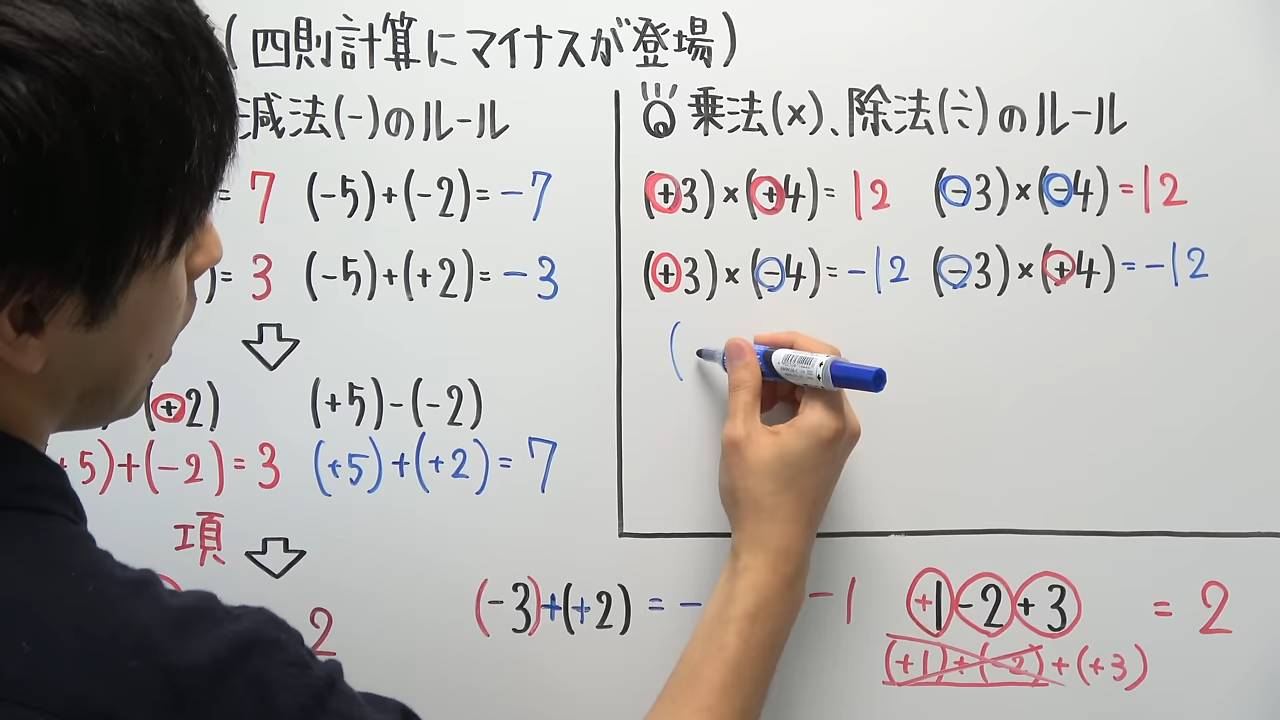 (四則計算にマイナスが登場)
減法(-)のルール
= 7 (-5)+(-2)= -7
)= 3 (-5)+(+2)= -3
(+2) (+5)-(-2)
+5)+(-2)=3 (+5)+(+2)=7
項
2
乗法(×)、除法(÷)のルール
(+3)×(+4)=12 (-3)×(-4)=12
(+3)×(-4)=-12 (-3)×(+4)=-12
(
(-3)+(+2) = - -1 +1-2+3 = 2
(+1)+(-2)+(+3)